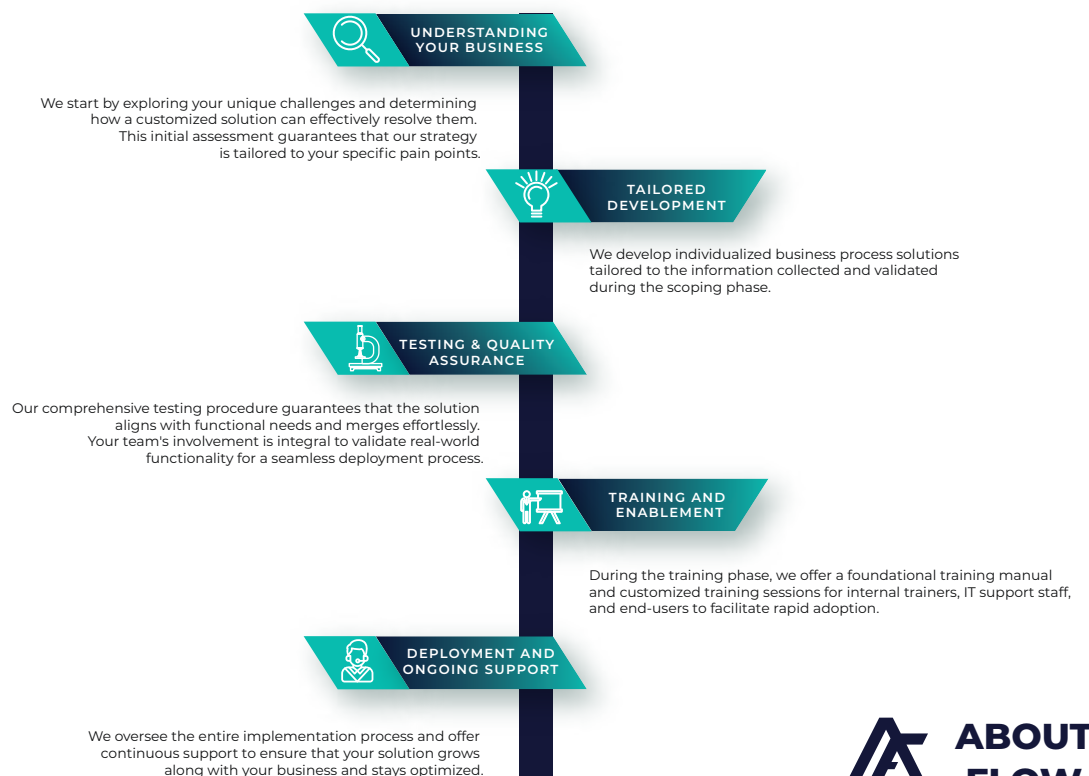 UNDERSTANDING
YOUR BUSINESS
We start by exploring your unique challenges and determining
how a customized solution can effectively resolve them.
This initial assessment guarantees that our strategy
is tailored to your specific pain points.
TAILORED
DEVELOPMENT
We develop individualized business process solutions
tailored to the information collected and validated
during the scoping phase.
TESTING & QUALITY
ASSURANCE
Our comprehensive testing procedure guarantees that the solution
aligns with functional needs and merges effortlessly.
Your team's involvement is integral to validate real-world
functionality for a seamless deployment process.
TRAINING AND
ENABLEMENT
During the training phase, we offer a foundational training manual
and customized training sessions for internal trainers, IT support staff,
and end-users to facilitate rapid adoption.
DEPLOYMENT AND
ONGOING SUPPORT
We oversee the entire implementation process and offer
continuous support to ensure that your solution grows
along with your business and stays optimized.
ABOUT
FLOW